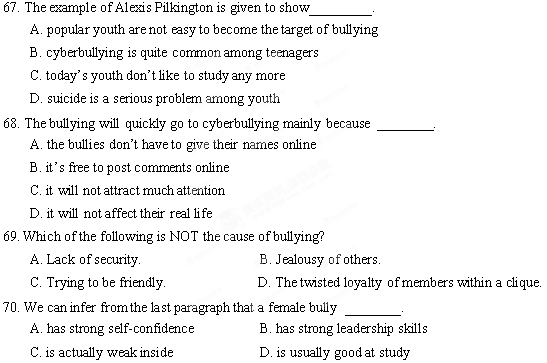 67. The example of Alexis Pilkington is given to show_________.
A. popular youth are not easy to become the target of bullying
B. cyberbullying is quite common among teenagers
C. today's youth don't like to study any more
D. suicide is a serious problem among youth
68. The bullying will quickly go to cyberbullying mainly because ________.
A. the bullies don't have to give their names online
B. it's free to post comments online
C. it will not attract much attention
D. it will not affect their real life
69. Which of the following is NOT the cause of bullying?
A. Lack of security. B. Jealousy of others.
C. Trying to be friendly. D. The twisted loyalty of members within a clique.
70. We can infer from the last paragraph that a female bully ________.
A. has strong self-confidence B. has strong leadership skills
C. is actually weak inside D. is usually good at study